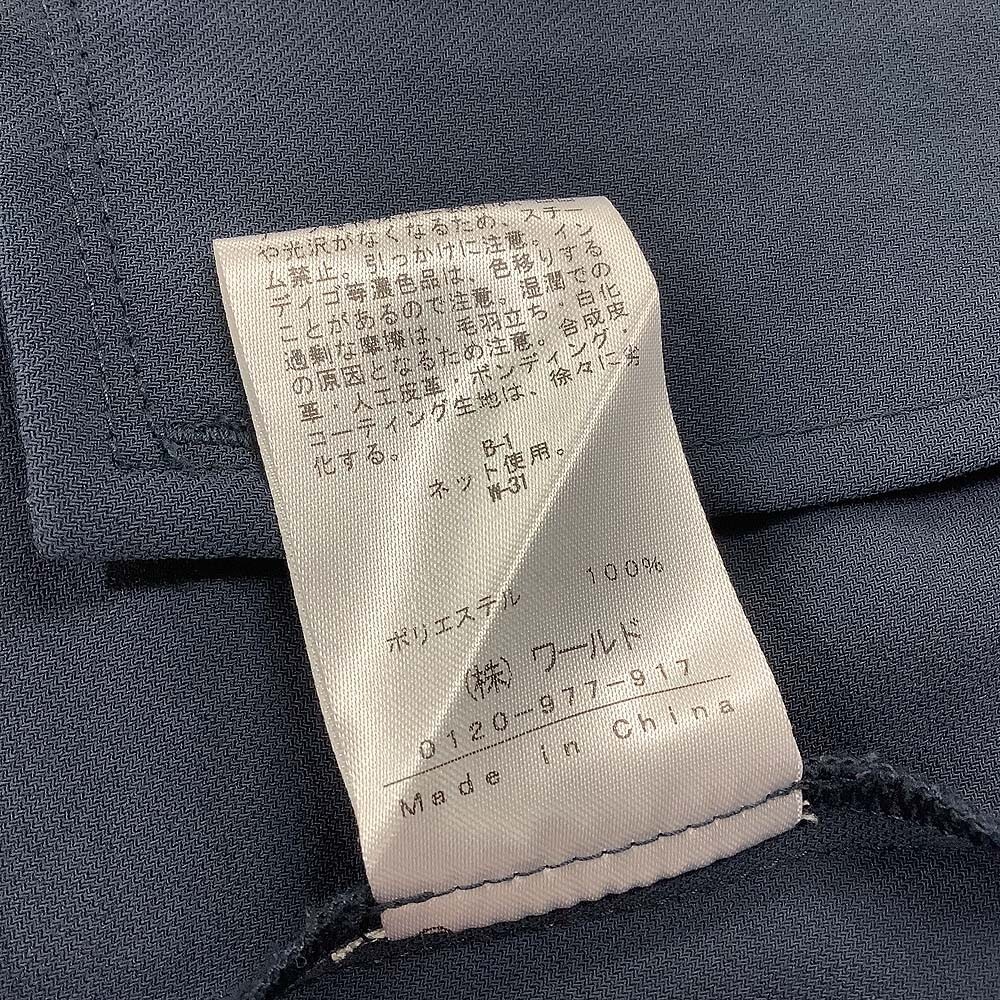 や光沢がなくなるため、スチー
ム禁止。引っかけに注意。イン
ディゴ等濃色品は、色移りする
ことがあるので注意。湿潤での
過剰な摩擦は、毛羽立ち・白化
の原因となるため注意。合成皮
革・人工皮革・ボンディング・
コーティング生地は、徐々に劣
化する。
B-1
ネット使用。
W-31
ポリエステル 100%
(株)ワールド
0120-977-917
Made in China